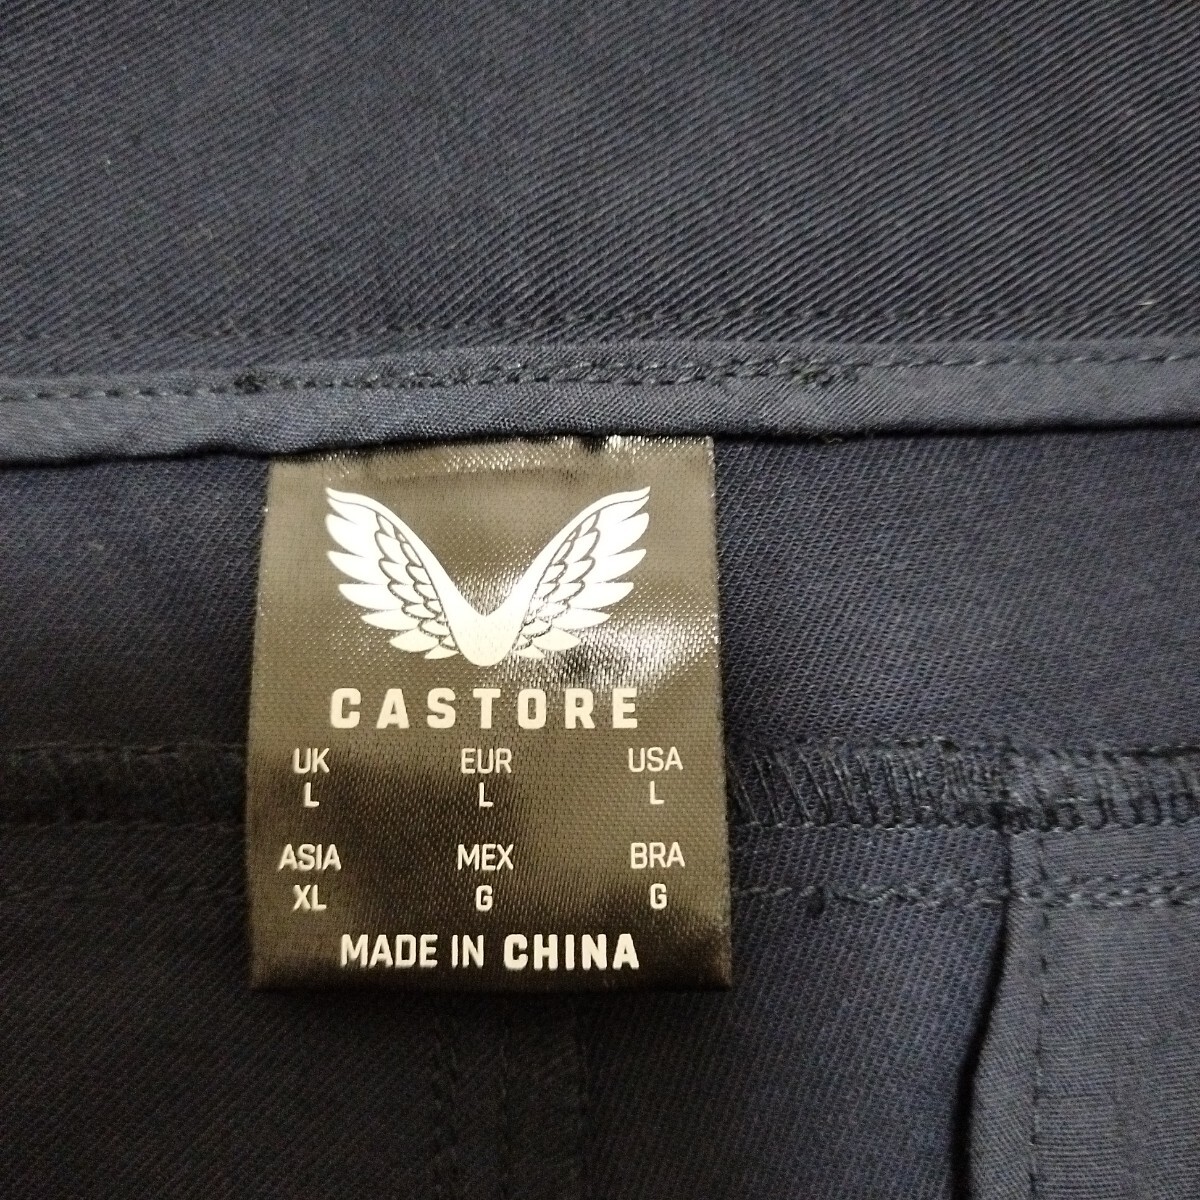 CASTORE
UK EUR USA
L L L
ASIA MEX BRA
XL G G
MADE IN CHINA